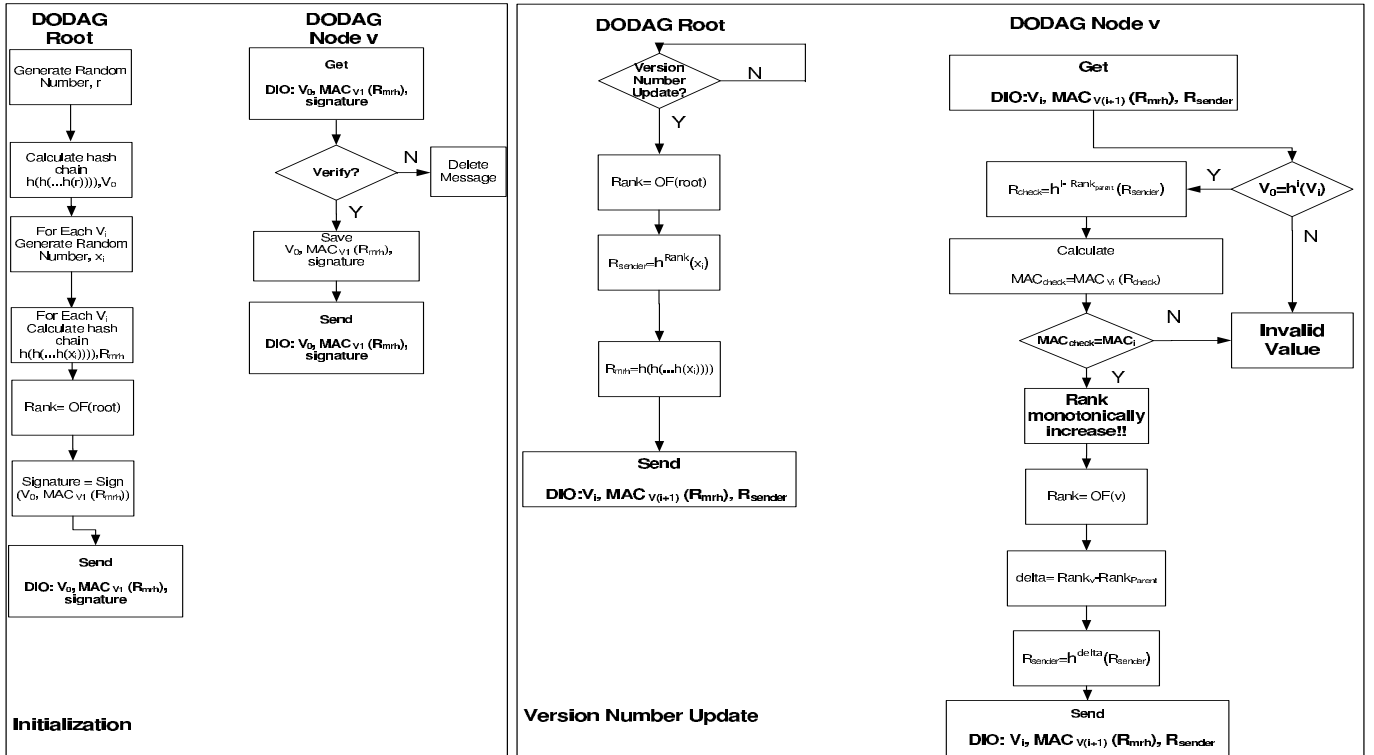 DODAG
Root
Generate Random
Number, r
Calculate hash
chain
h(h(...h(r)))),V₀
For Each Vᵢ
Generate Random
Number, xᵢ
For Each Vᵢ
Calculate hash
chain
h(h(...h(xᵢ)))),Rmrh
Rank= OF(root)
Signature = Sign
(V₀, MAC V1 (Rmrh))
Send
DIO: V₀, MAC V1 (Rmrh),
signature
DODAG
Node v
Get
DIO: V₀, MAC V1 (Rmrh),
signature
Verify?
N
Delete
Message
Y
Save
V₀, MAC V1 (Rmrh),
signature
Send
DIO: V₀, MAC V1 (Rmrh),
signature
Initialization
DODAG Root
Version
Number
Update?
N
Y
Rank= OF(root)
Rsender=h^Rank(xᵢ)
Rmrh=h(h(...h(xᵢ))))
Send
DIO:Vᵢ, MAC V(i+1) (Rmrh), Rsender
Version Number Update
DODAG Node v
Get
DIO:Vᵢ, MAC V(i+1) (Rmrh), Rsender
V₀=hⁱ(Vᵢ)
Y
N
Rcheck=h^l- Rankparent(Rsender)
Calculate
MACcheck=MAC Vi (Rcheck)
MACcheck=MACᵢ
N
Invalid
Value
Y
Rank
monotonically
increase!!
Rank= OF(v)
delta= Rankv-RankParent
Rsender=h^delta(Rsender)
Send
DIO: Vᵢ, MAC V(i+1) (Rmrh), Rsender